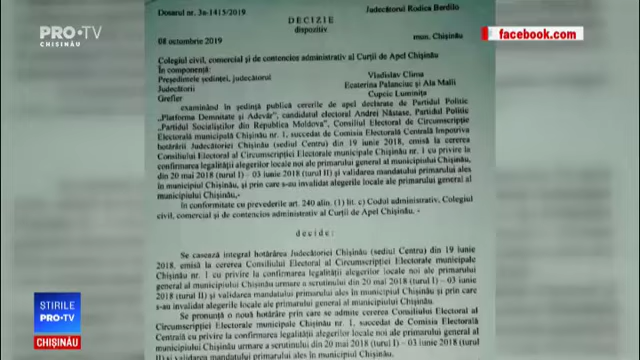 PRO•TV
CHIȘINĂU
facebook.com
Dosarul nr. 3a-1415/2019
Judecătorul Rodica Berdilo
DECIZIE
dispozitiv
08 octombrie 2019
mun. Chișinău
Colegiul civil, comercial și de contencios administrativ al Curții de Apel Chișinău
În componența:
Președintele ședinței, judecătorul
Vladislav Clima
Judecătorii
Ecaterina Palanciuc și Ala Malii
Grefier
Cupcic Luminița
examinând în ședință publică cererile de apel declarate de Partidul Politic
„Platforma Demnitate și Adevăr", candidatul electoral Andrei Năstase, Partidul Politic
„Partidul Socialiștilor din Republica Moldova", Consiliul Electoral de Circumscripție
Electorală municipală Chișinău nr. 1, succedat de Comisia Electorală Centrală împotriva
hotărârii Judecătoriei Chișinău (sediul Centru) din 19 iunie 2018, emisă la cererea
Consiliului Electoral al Circumscripției Electorale municipale Chișinău nr. 1 cu privire la
confirmarea legalității alegerilor locale noi ale primarului general al municipiului Chișinău,
din 20 mai 2018 (turul I) – 03 iunie 2018 (turul II) și validarea mandatului primarului ales
în municipiul Chișinău, și prin care s-au invalidat alegerile locale ale primarului general al
municipiului Chișinău,-
În conformitate cu prevederile art. 240 alin. (1) lit. c) Codul administrativ, Colegiul
civil, comercial și de contencios administrativ al Curții de Apel Chișinău, -
decide:
Se casează integral hotărârea Judecătoriei Chișinău (sediul Centru) din 19 iunie
2018, emisă la cererea Consiliului Electoral al Circumscripției Electorale municipale
Chișinău nr. 1 cu privire la confirmarea legalității alegerilor locale noi ale primarului
general al municipiului Chișinău urmare a scrutinului din 20 mai 2018 (turul I) – 03 iunie
2018 (turul II) și validarea mandatului primarului ales în municipiul Chișinău și prin care
s-au invalidat alegerile locale ale primarului general al municipiului Chișinău.
Se pronunță o nouă hotărâre prin care se admite cererea Consiliului Electoral al
Circumscripției Electorale municipale Chișinău nr. 1, succedat de Comisia Electorală
Centrală cu privire la confirmarea legalității alegerilor locale noi ale primarului general al
municipiului Chișinău urmare a scrutinului din 20 mai 2018 (turul I) – 03 iunie 2018 (turul
II) și validarea mandatului primarului ales în municipiul Chișinău.
ȘTIRILE
PRO•TV
CHIȘINĂU